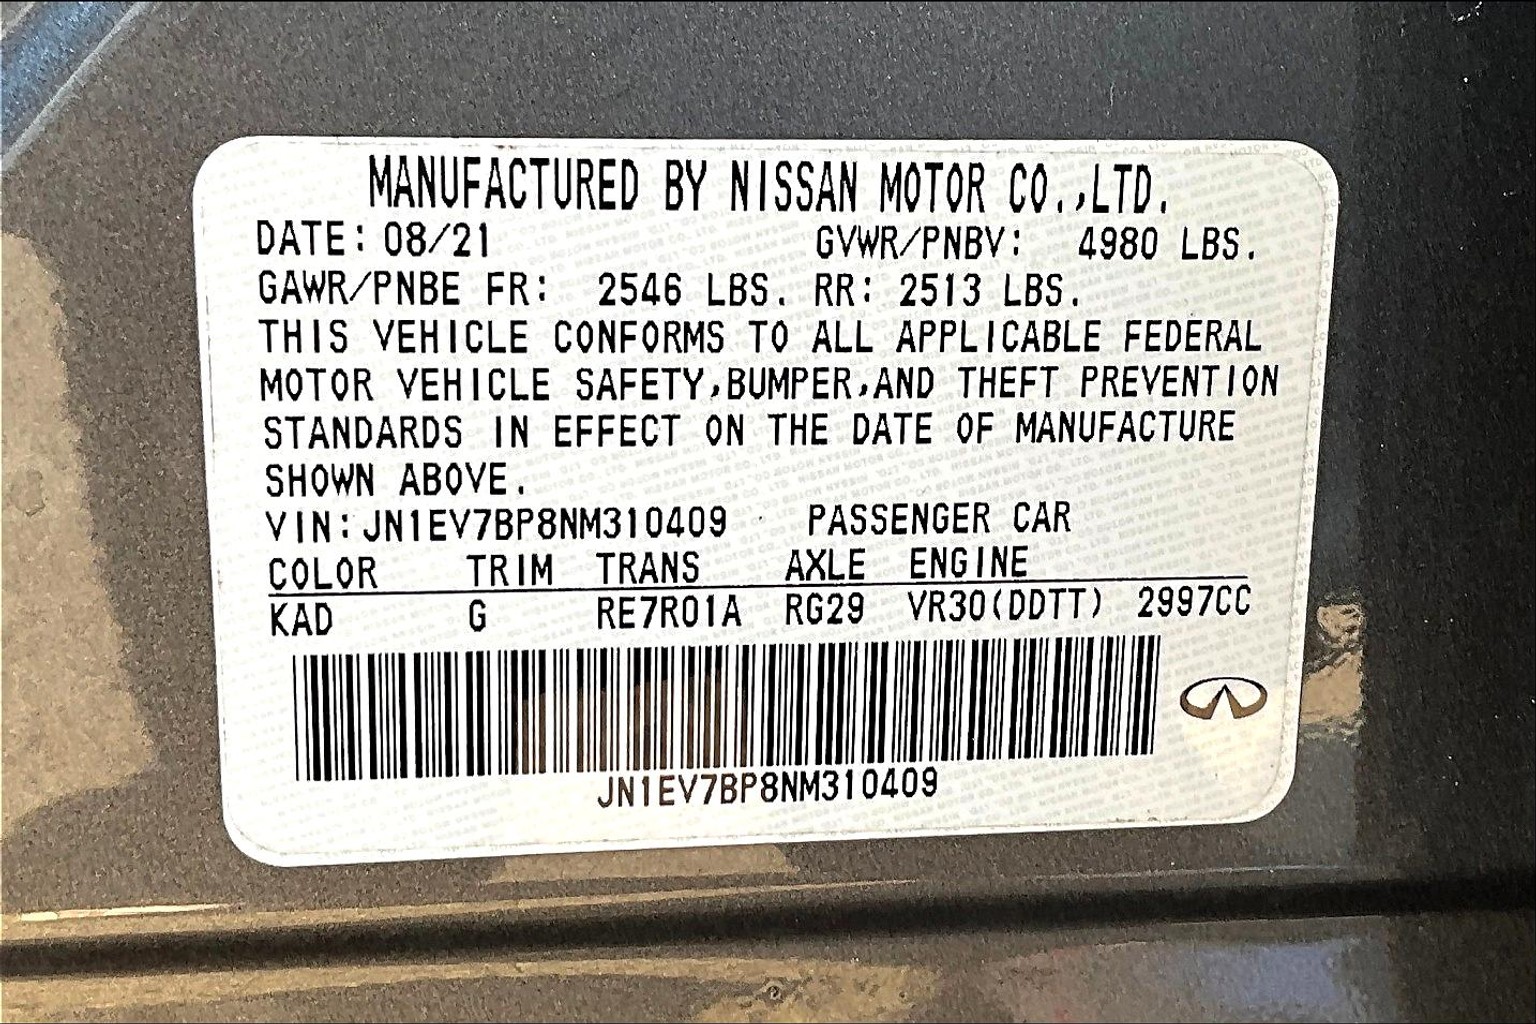 MANUFACTURED BY NISSAN MOTOR CO.,LTD.
DATE: 08/21 GVWR/PNBV: 4980 LBS.
GAWR/PNBE FR: 2546 LBS. RR: 2513 LBS.
THIS VEHICLE CONFORMS TO ALL APPLICABLE FEDERAL
MOTOR VEHICLE SAFETY,BUMPER,AND THEFT PREVENTION
STANDARDS IN EFFECT ON THE DATE OF MANUFACTURE
SHOWN ABOVE.
VIN:JN1EV7BP8NM310409 PASSENGER CAR
COLOR TRIM TRANS AXLE ENGINE
KAD G RE7R01A RG29 VR30(DDTT) 2997CC
JN1EV7BP8NM310409